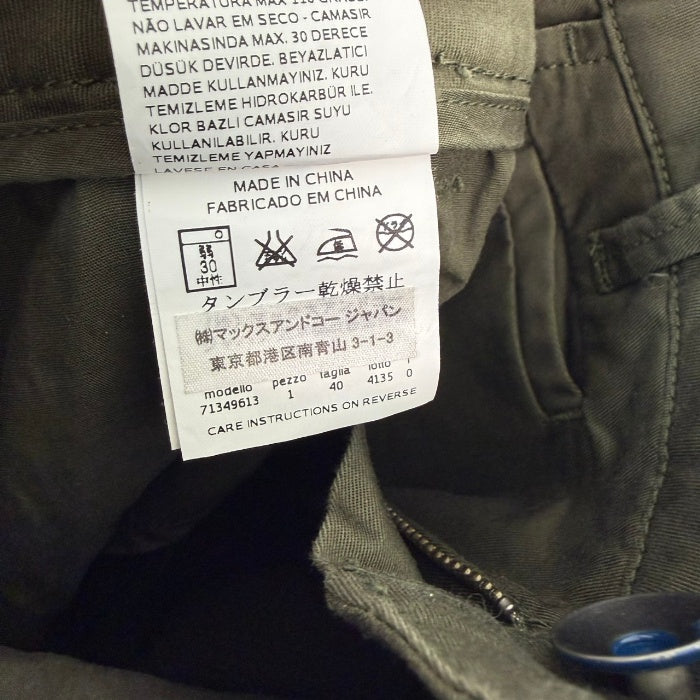 TEMPERATURA MAX 110
NÃO LAVAR EM SECO - CAMASIR
MAKINASINDA MAX. 30 DERECE
DÜSÜK DEVIRDE. BEYAZLATICI
MADDE KULLANMAYINIZ. KURU
TEMIZLEME HIDROKARBÜR ILE.
KLOR BAZLI CAMASIR SUYU
KULLANILABILIR. KURU
TEMIZLEME YAPMAYINIZ
MADE IN CHINA
FABRICADO EM CHINA
弱
30
中性
タンブラー乾燥禁止
㈱マックスアンドコー ジャパン
東京都港区南青山 3-1-3
modello pezzo taglia lotto
71349613 1 40 4135 0
CARE INSTRUCTIONS ON REVERSE